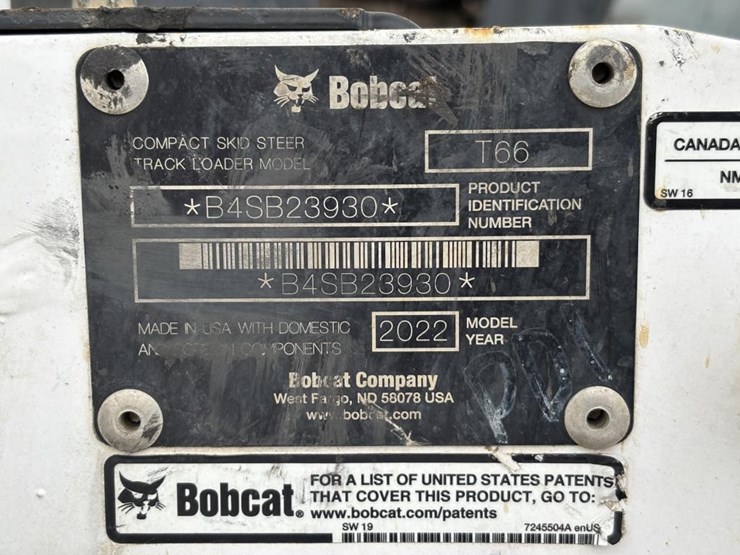 Bobcat
COMPACT SKID STEER
TRACK LOADER MODEL
T66
*B4SB23930*
PRODUCT
IDENTIFICATION
NUMBER
*B4SB23930*
MADE IN USA WITH DOMESTIC
COMPONENTS
2022
MODEL
YEAR
Bobcat Company
West Fargo, ND 58078 USA
www.bobcat.com
CANADA
NM
SW 16
Bobcat®
FOR A LIST OF UNITED STATES PATENTS
THAT COVER THIS PRODUCT, GO TO:
www.bobcat.com/patents
SW 19
7245504A enUS